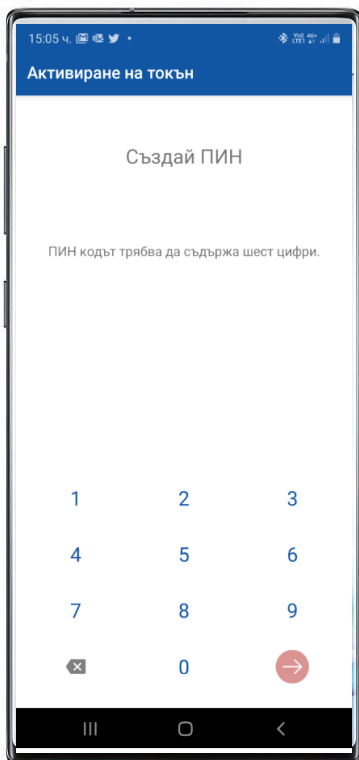 15:05 ч.
Активиране на токън
Създай ПИН
ПИН кодът трябва да съдържа шест цифри.
1 2 3
4 5 6
7 8 9
0